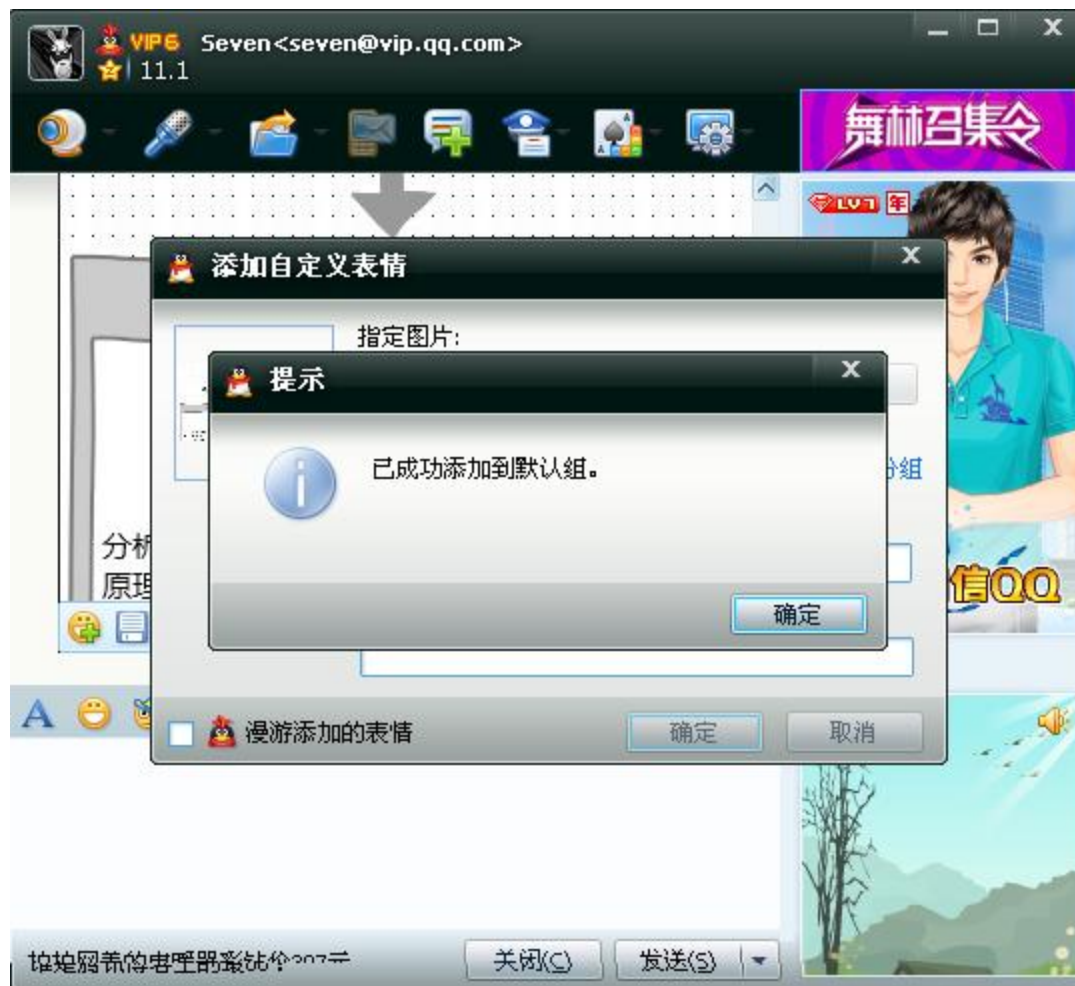 VIP6 Seven<seven@vip.qq.com>
11.1
舞林召集令
LV7 年
添加自定义表情
指定图片:
提示
已成功添加到默认组。
分组
分析
原理
信QQ
确定
漫游添加的表情
确定
取消
关闭(C)
发送(S)